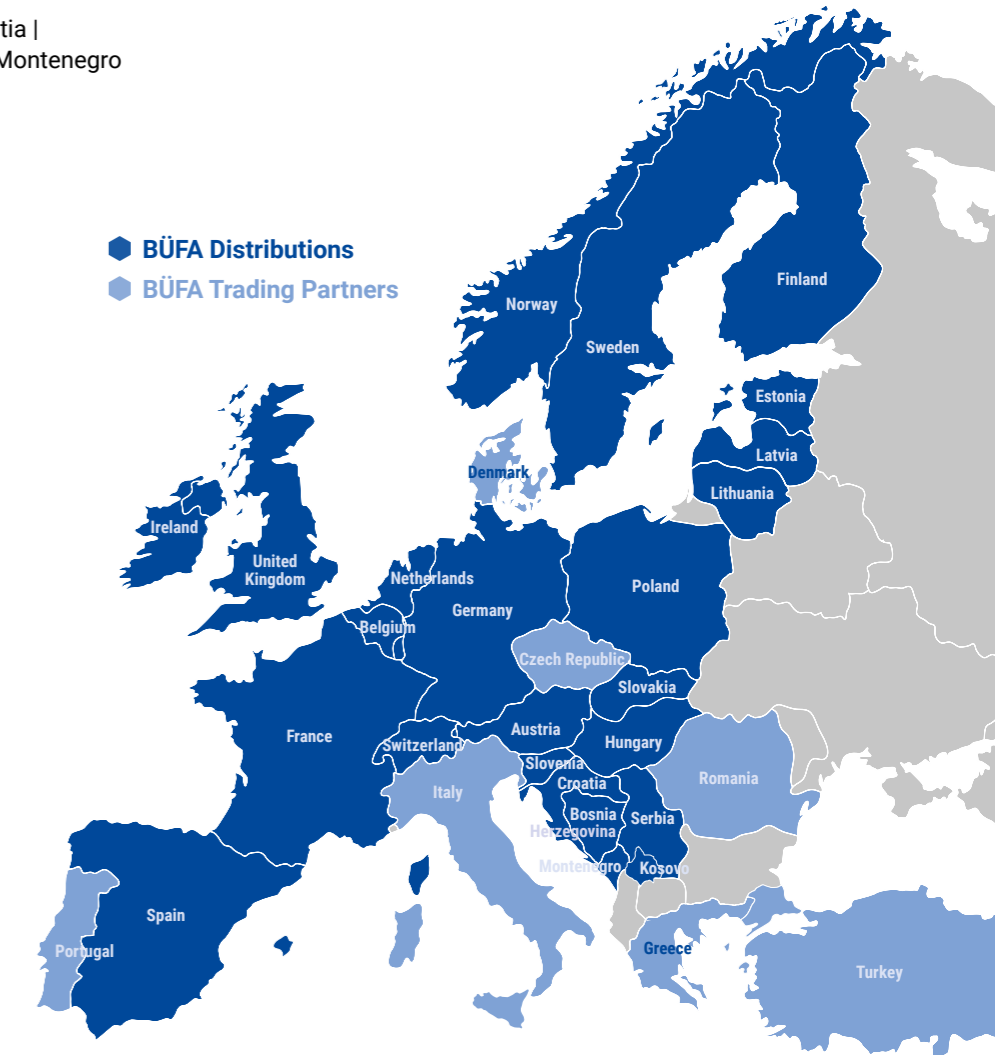 tia |
Montenegro
BÜFA Distributions
BÜFA Trading Partners
Norway
Finland
Sweden
Estonia
Latvia
Lithuania
Denmark
Ireland
United
Kingdom
Netherlands
Germany
Poland
Belgium
Czech Republic
Slovakia
France
Switzerland
Austria
Hungary
Slovenia
Croatia
Italy
Romania
Bosnia
Herzegovina
Serbia
Montenegro
Kosovo
Spain
Portugal
Greece
Turkey